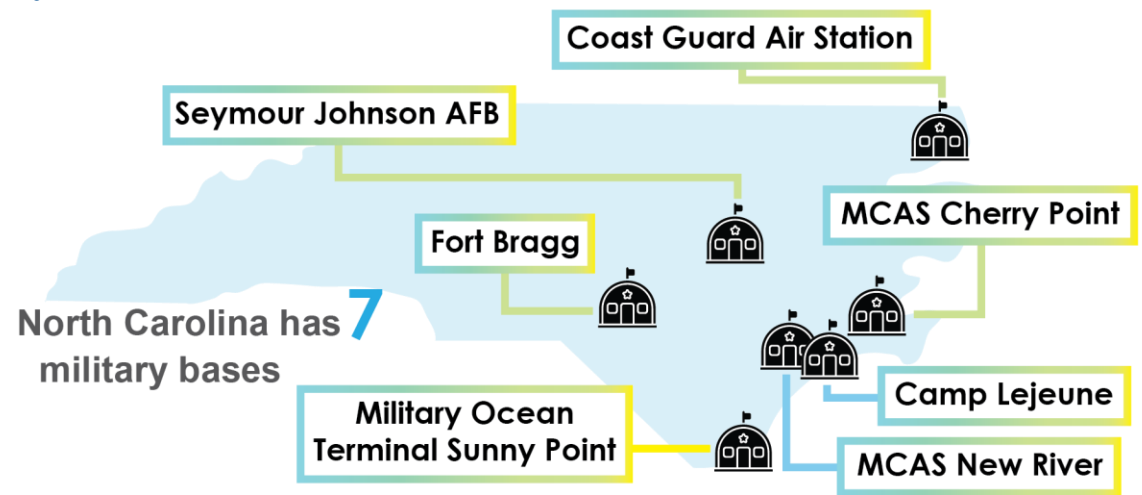 Coast Guard Air Station
Seymour Johnson AFB
MCAS Cherry Point
Fort Bragg
North Carolina has 7
military bases
Camp Lejeune
Military Ocean
Terminal Sunny Point
MCAS New River